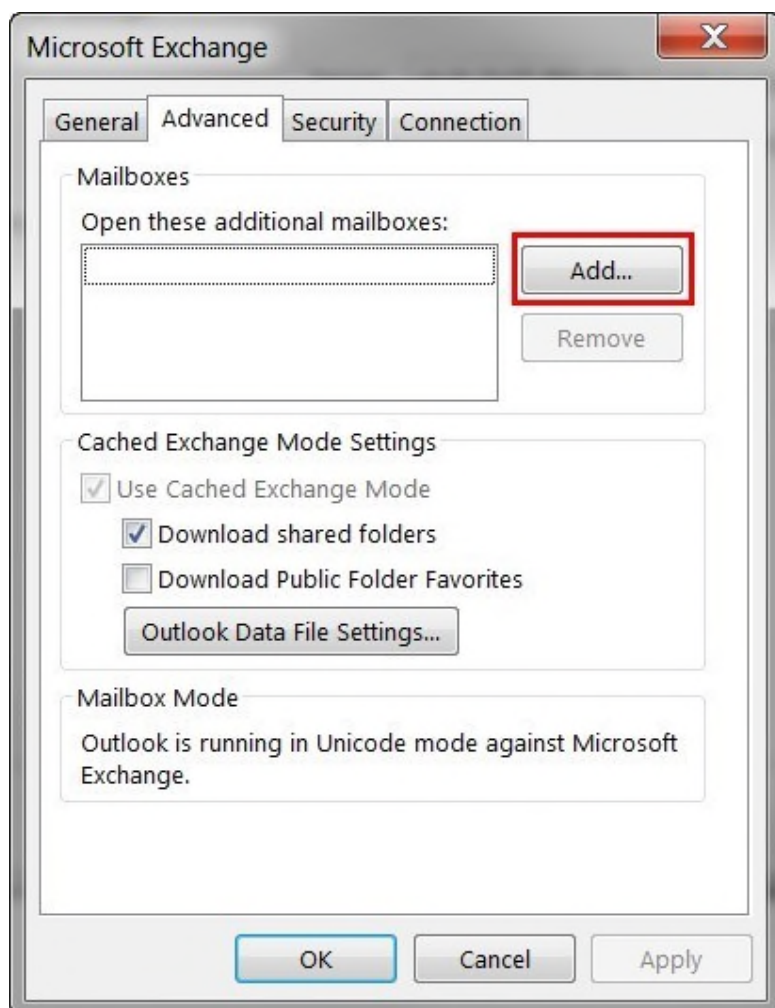 Microsoft Exchange
General Advanced Security Connection
Mailboxes
Open these additional mailboxes:
Add...
Remove
Cached Exchange Mode Settings
Use Cached Exchange Mode
Download shared folders
Download Public Folder Favorites
Outlook Data File Settings...
Mailbox Mode
Outlook is running in Unicode mode against Microsoft
Exchange.
OK Cancel Apply